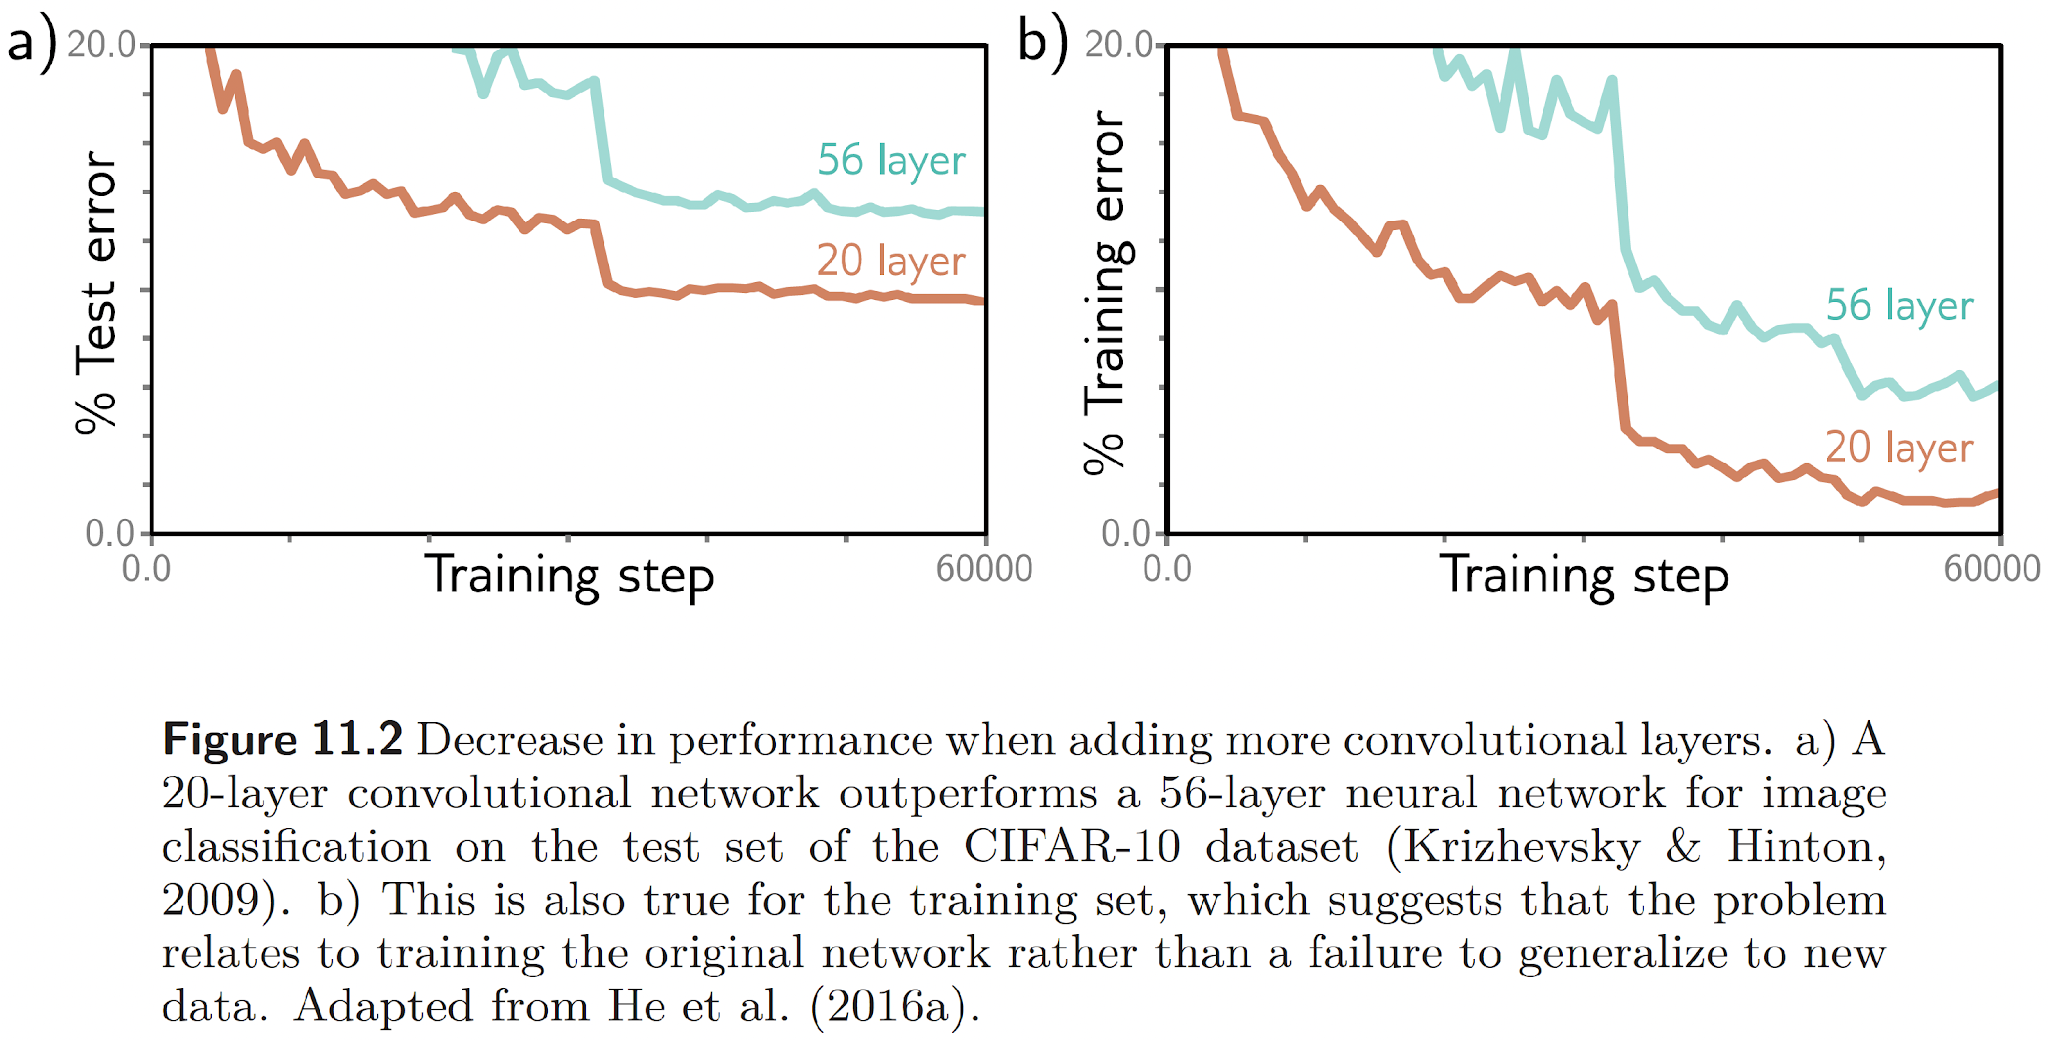 a)
20.0
% Test error
56 layer
20 layer
0.0
0.0
Training step
60000
b)
20.0
% Training error
56 layer
20 layer
0.0
0.0
Training step
60000
Figure 11.2 Decrease in performance when adding more convolutional layers. a) A
20-layer convolutional network outperforms a 56-layer neural network for image
classification on the test set of the CIFAR-10 dataset (Krizhevsky & Hinton,
2009). b) This is also true for the training set, which suggests that the problem
relates to training the original network rather than a failure to generalize to new
data. Adapted from He et al. (2016a).